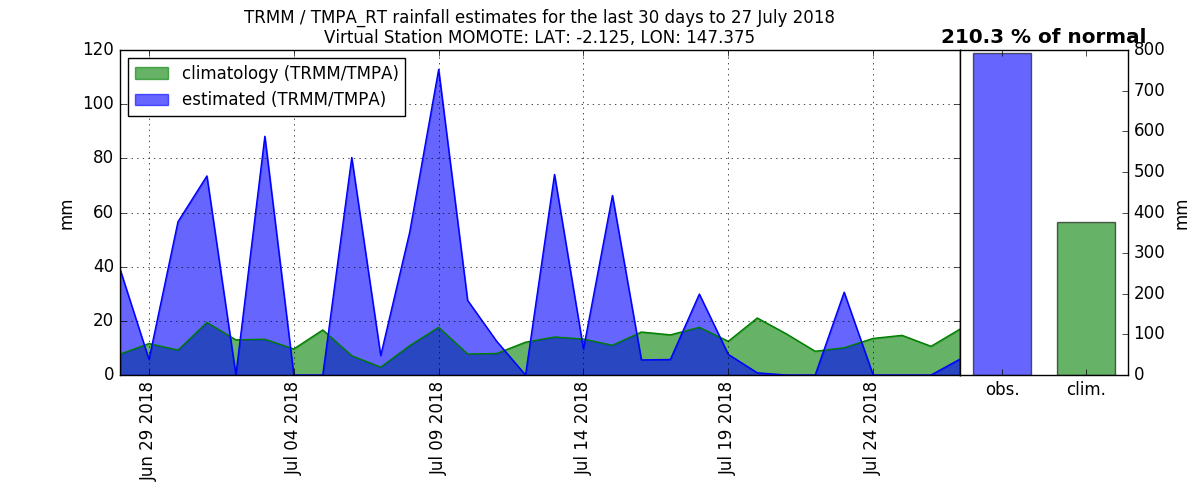 TRMM / TMPA_RT rainfall estimates for the last 30 days to 27 July 2018
Virtual Station MOMOTE: LAT: -2.125, LON: 147.375
210.3 % of normal
climatology (TRMM/TMPA)
estimated (TRMM/TMPA)
mm
120
100
80
60
40
20
0
Jun 29 2018
Jul 04 2018
Jul 09 2018
Jul 14 2018
Jul 19 2018
Jul 24 2018
obs.
clim.
800
700
600
500
400
300
200
100
0
mm